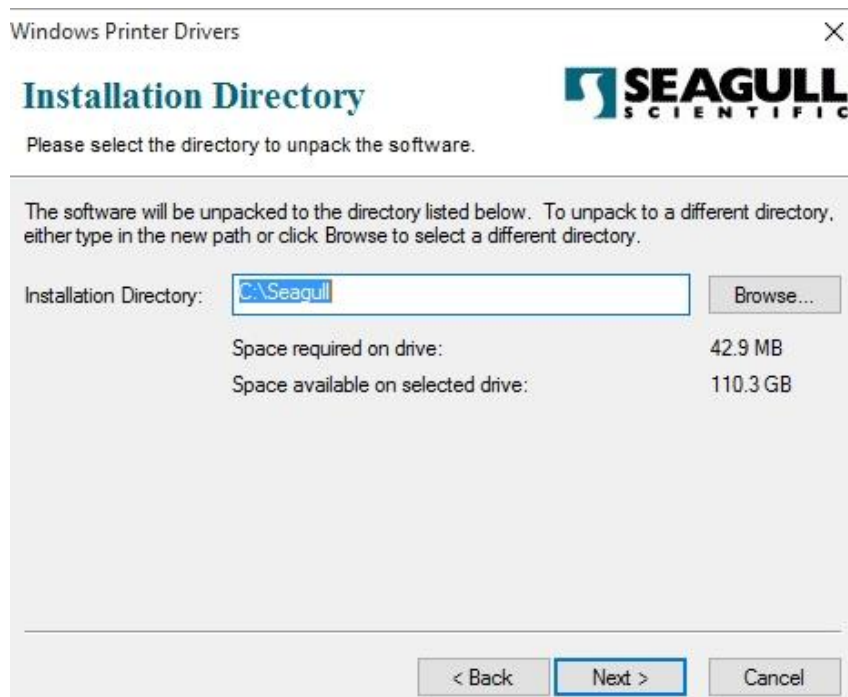 Windows Printer Drivers
Installation Directory
SEAGULL
SCIENTIFIC
Please select the directory to unpack the software.
The software will be unpacked to the directory listed below. To unpack to a different directory,
either type in the new path or click Browse to select a different directory.
Installation Directory: C:\Seagull Browse...
Space required on drive: 42.9 MB
Space available on selected drive: 110.3 GB
< Back Next > Cancel